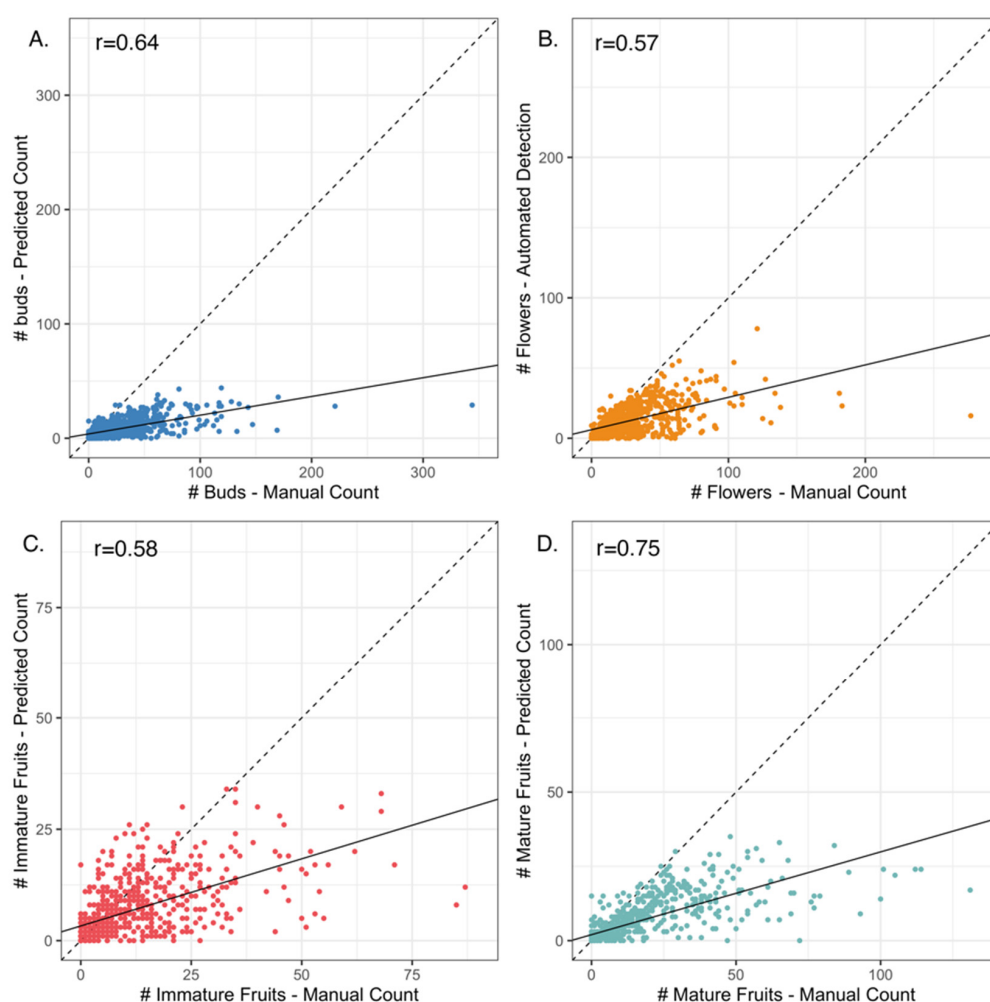 A.
r=0.64
# buds - Predicted Count
300
200
100
0
0 100 200 300
# Buds - Manual Count
B.
r=0.57
# Flowers - Automated Detection
200
100
0
0 100 200
# Flowers - Manual Count
C.
r=0.58
# Immature Fruits - Predicted Count
75
50
25
0
0 25 50 75
# Immature Fruits - Manual Count
D.
r=0.75
# Mature Fruits - Predicted Count
100
50
0
0 50 100
# Mature Fruits - Manual Count